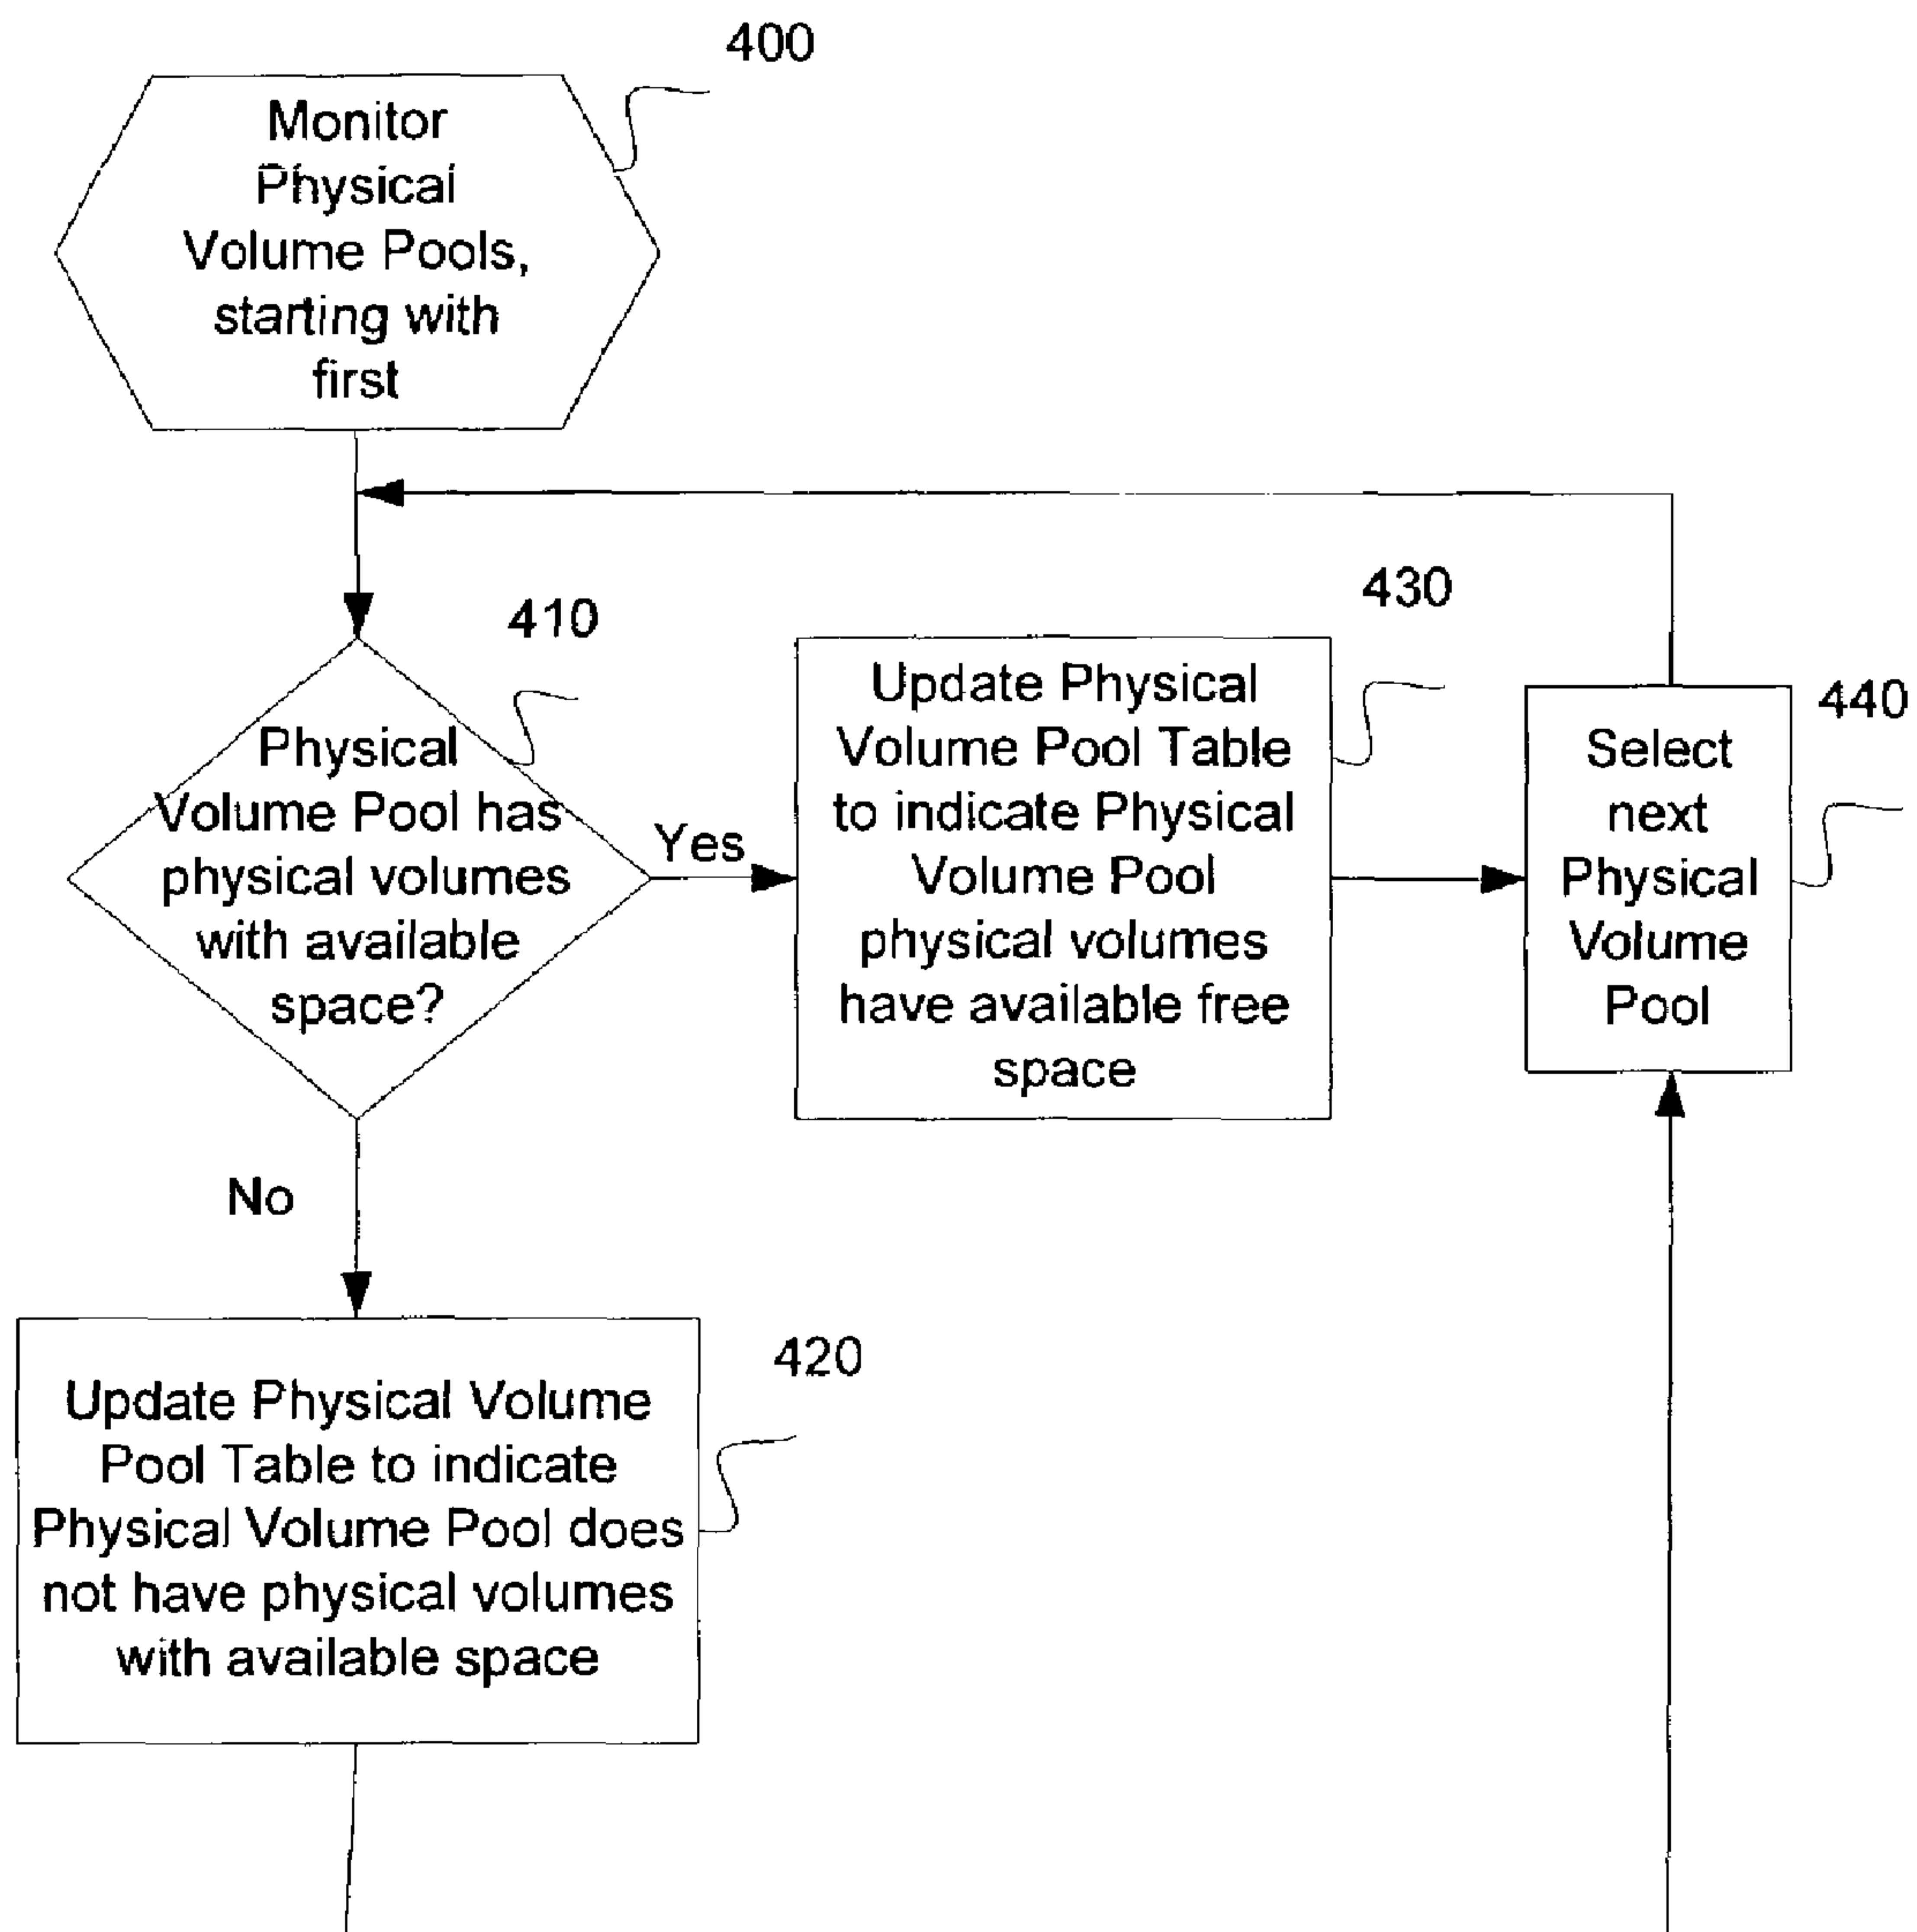 400
Monitor
Physical
Volume Pools,
starting with
first
410
Physical
Volume Pool has
physical volumes
with available
space?
Yes
430
Update Physical
Volume Pool Table
to indicate Physical
Volume Pool
physical volumes
have available free
space
440
Select
next
Physical
Volume
Pool
No
420
Update Physical Volume
Pool Table to indicate
Physical Volume Pool does
not have physical volumes
with available space